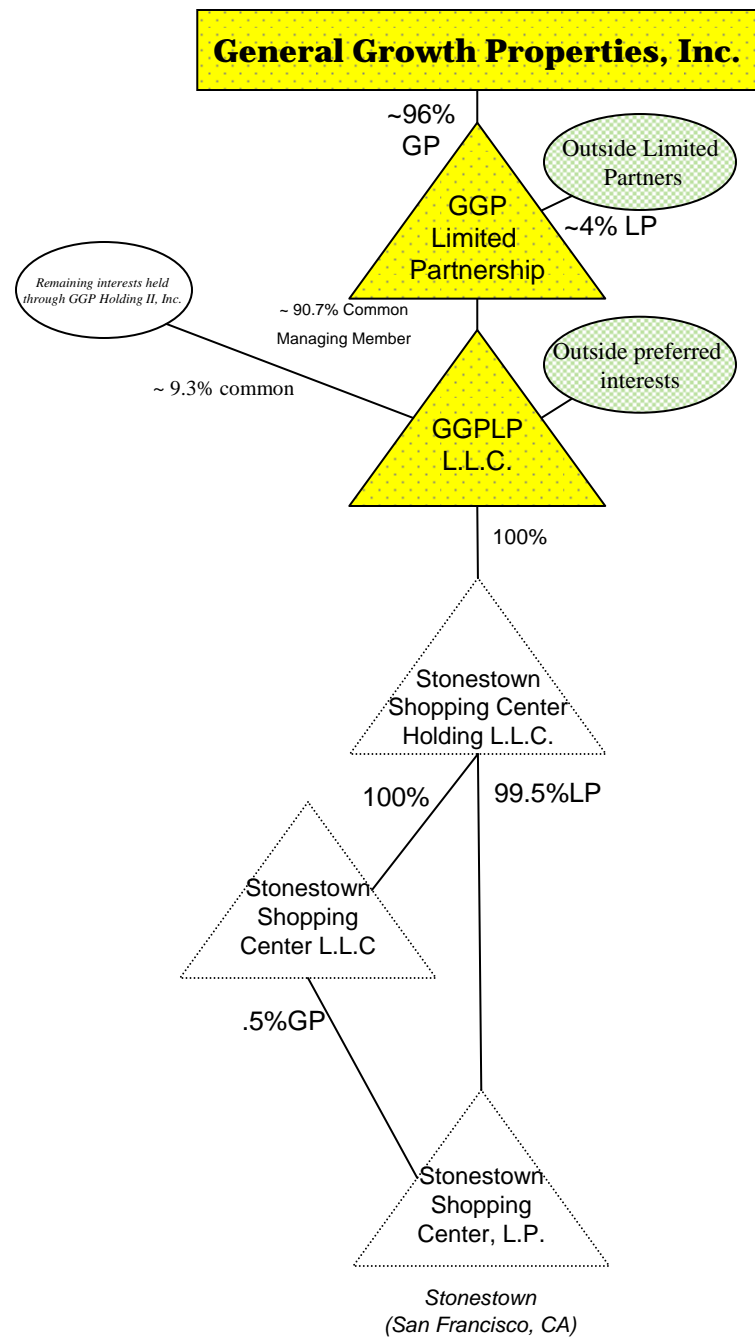 General Growth Properties, Inc.
~96%
GP
Outside Limited
Partners
GGP
Limited
Partnership
~4% LP
Remaining interests held
through GGP Holding II, Inc.
~ 90.7% Common
Managing Member
Outside preferred
interests
~ 9.3% common
GGPLP
L.L.C.
100%
Stonestown
Shopping Center
Holding L.L.C.
100%
99.5%LP
Stonestown
Shopping
Center L.L.C
.5%GP
Stonestown
Shopping
Center, L.P.
Stonestown
(San Francisco, CA)